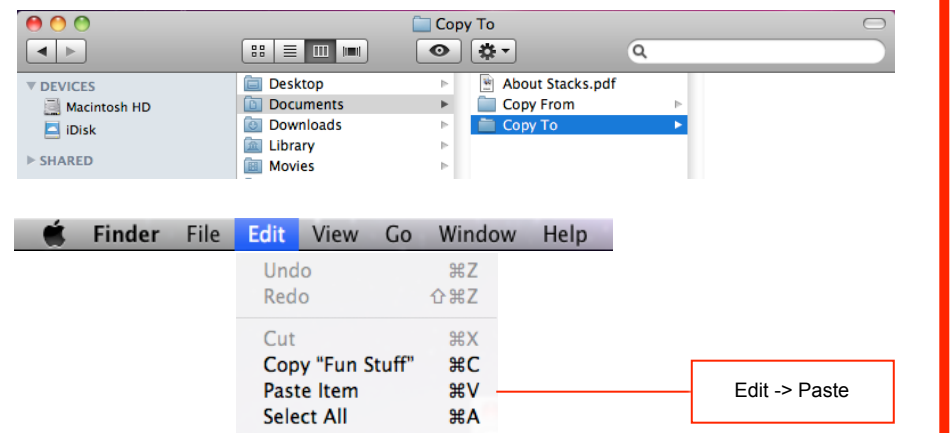 Copy To
DEVICES
Macintosh HD
iDisk
SHARED
Desktop
Documents
Downloads
Library
Movies
About Stacks.pdf
Copy From
Copy To
Finder File Edit View Go Window Help
Undo ⌘Z
Redo ⇧⌘Z
Cut ⌘X
Copy "Fun Stuff" ⌘C
Paste Item ⌘V
Select All ⌘A
Edit -> Paste